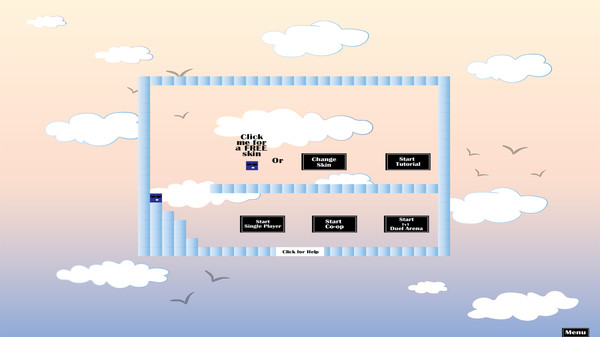 Click
me for
a FREE
skin
Or
Change
Skin
Start
Tutorial
Start
Single Player
Start
Co-op
Start
1v1
Duel Arena
Click for Help
Menu